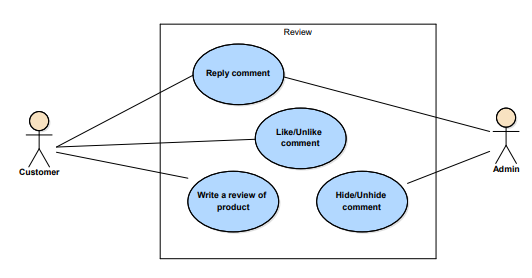 Review
Reply comment
Like/Unlike
comment
Customer
Admin
Write a review of
product
Hide/Unhide
comment